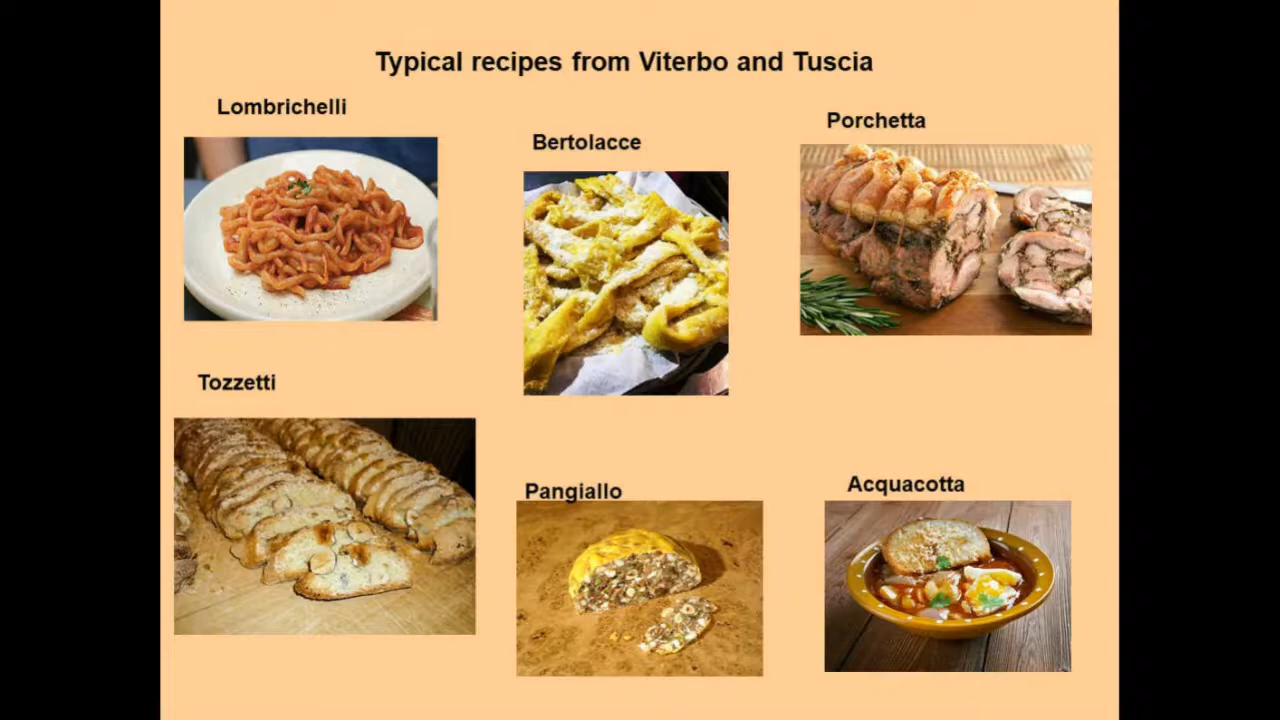 Typical recipes from Viterbo and Tuscia
Lombrichelli
Bertolacce
Porchetta
Tozzetti
Pangiallo
Acquacotta